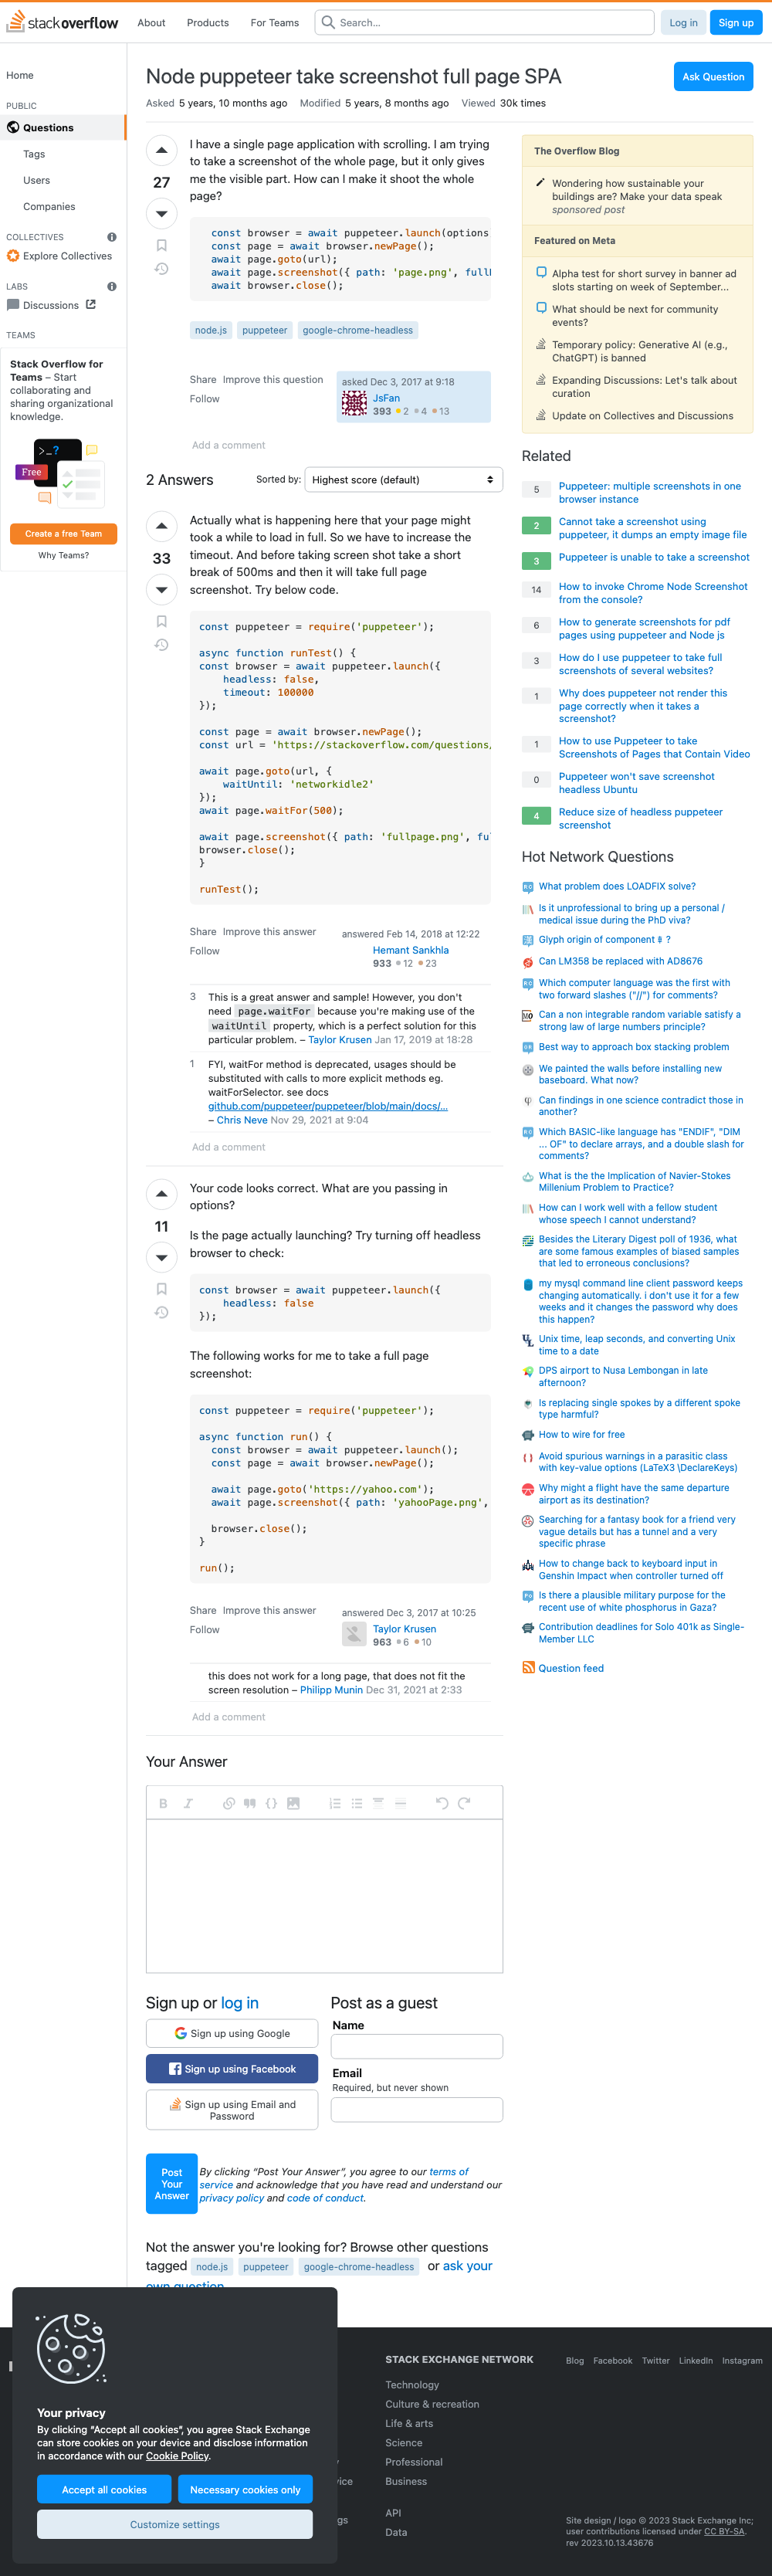 stack overflow
About
Products
For Teams
Search...
Log in
Sign up
Home
PUBLIC
Questions
Tags
Users
Companies
COLLECTIVES
Explore Collectives
LABS
Discussions
TEAMS
Stack Overflow for
Teams – Start
collaborating and
sharing organizational
knowledge.
>_?
Free
Create a free Team
Why Teams?
Node puppeteer take screenshot full page SPA
Ask Question
Asked 5 years, 10 months ago Modified 5 years, 8 months ago Viewed 30k times
27
I have a single page application with scrolling. I am trying
to take a screenshot of the whole page, but it only gives
me the visible part. How can I make it shoot the whole
page?
const browser = await puppeteer.launch(options
const page = await browser.newPage();
await page.goto(url);
await page.screenshot({ path: 'page.png', full
await browser.close();
node.js puppeteer google-chrome-headless
Share Improve this question
Follow
asked Dec 3, 2017 at 9:18
JsFan
393 2 4 13
Add a comment
2 Answers
Sorted by:
Highest score (default)
33
Actually what is happening here that your page might
took a while to load in full. So we have to increase the
timeout. And before taking screen shot take a short
break of 500ms and then it will take full page
screenshot. Try below code.
const puppeteer = require('puppeteer');
async function runTest() {
const browser = await puppeteer.launch({
headless: false,
timeout: 100000
});
const page = await browser.newPage();
const url = 'https://stackoverflow.com/questions/
await page.goto(url, {
waitUntil: 'networkidle2'
});
await page.waitFor(500);
await page.screenshot({ path: 'fullpage.png', fu
browser.close();
}
runTest();
Share Improve this answer
Follow
answered Feb 14, 2018 at 12:22
Hemant Sankhla
933 12 23
3 This is a great answer and sample! However, you don't
need page.waitFor because you're making use of the
waitUntil property, which is a perfect solution for this
particular problem. – Taylor Krusen Jan 17, 2019 at 18:28
1 FYI, waitFor method is deprecated, usages should be
substituted with calls to more explicit methods eg.
waitForSelector. see docs
github.com/puppeteer/puppeteer/blob/main/docs/...
– Chris Neve Nov 29, 2021 at 9:04
Add a comment
11
Your code looks correct. What are you passing in
options?
Is the page actually launching? Try turning off headless
browser to check:
const browser = await puppeteer.launch({
headless: false
});
The following works for me to take a full page
screenshot:
const puppeteer = require('puppeteer');
async function run() {
const browser = await puppeteer.launch();
const page = await browser.newPage();
await page.goto('https://yahoo.com');
await page.screenshot({ path: 'yahooPage.png',
browser.close();
}
run();
Share Improve this answer
Follow
answered Dec 3, 2017 at 10:25
Taylor Krusen
963 6 10
this does not work for a long page, that does not fit the
screen resolution – Philipp Munin Dec 31, 2021 at 2:33
Add a comment
Your Answer
B I
Sign up or log in
Sign up using Google
Sign up using Facebook
Sign up using Email and
Password
Post as a guest
Name
Email
Required, but never shown
Post
Your
Answer
By clicking “Post Your Answer”, you agree to our terms of
service and acknowledge that you have read and understand our
privacy policy and code of conduct.
Not the answer you're looking for? Browse other questions
tagged node.js puppeteer google-chrome-headless or ask your
own question.
The Overflow Blog
Wondering how sustainable your
buildings are? Make your data speak
sponsored post
Featured on Meta
Alpha test for short survey in banner ad
slots starting on week of September...
What should be next for community
events?
Temporary policy: Generative AI (e.g.,
ChatGPT) is banned
Expanding Discussions: Let's talk about
curation
Update on Collectives and Discussions
Related
5 Puppeteer: multiple screenshots in one
browser instance
2 Cannot take a screenshot using
puppeteer, it dumps an empty image file
3 Puppeteer is unable to take a screenshot
14 How to invoke Chrome Node Screenshot
from the console?
6 How to generate screenshots for pdf
pages using puppeteer and Node js
3 How do I use puppeteer to take full
screenshots of several websites?
1 Why does puppeteer not render this
page correctly when it takes a
screenshot?
1 How to use Puppeteer to take
Screenshots of Pages that Contain Video
0 Puppeteer won't save screenshot
headless Ubuntu
4 Reduce size of headless puppeteer
screenshot
Hot Network Questions
What problem does LOADFIX solve?
Is it unprofessional to bring up a personal /
medical issue during the PhD viva?
Glyph origin of component 龶 ?
Can LM358 be replaced with AD8676
Which computer language was the first with
two forward slashes ("//") for comments?
Can a non integrable random variable satisfy a
strong law of large numbers principle?
Best way to approach box stacking problem
We painted the walls before installing new
baseboard. What now?
Can findings in one science contradict those in
another?
Which BASIC-like language has "ENDIF", "DIM
... OF" to declare arrays, and a double slash for
comments?
What is the the Implication of Navier-Stokes
Millenium Problem to Practice?
How can I work well with a fellow student
whose speech I cannot understand?
Besides the Literary Digest poll of 1936, what
are some famous examples of biased samples
that led to erroneous conclusions?
my mysql command line client password keeps
changing automatically. i don't use it for a few
weeks and it changes the password why does
this happen?
Unix time, leap seconds, and converting Unix
time to a date
DPS airport to Nusa Lembongan in late
afternoon?
Is replacing single spokes by a different spoke
type harmful?
How to wire for free
Avoid spurious warnings in a parasitic class
with key-value options (LaTeX3 \DeclareKeys)
Why might a flight have the same departure
airport as its destination?
Searching for a fantasy book for a friend very
vague details but has a tunnel and a very
specific phrase
How to change back to keyboard input in
Genshin Impact when controller turned off
Is there a plausible military purpose for the
recent use of white phosphorus in Gaza?
Contribution deadlines for Solo 401k as Single-
Member LLC
Question feed
Your privacy
By clicking “Accept all cookies”, you agree Stack Exchange
can store cookies on your device and disclose information
in accordance with our Cookie Policy.
Accept all cookies
Necessary cookies only
Customize settings
STACK EXCHANGE NETWORK
Technology
Culture & recreation
Life & arts
Science
Professional
Business
API
Data
Blog Facebook Twitter LinkedIn Instagram
Site design / logo © 2023 Stack Exchange Inc;
user contributions licensed under CC BY-SA.
rev 2023.10.13.43676